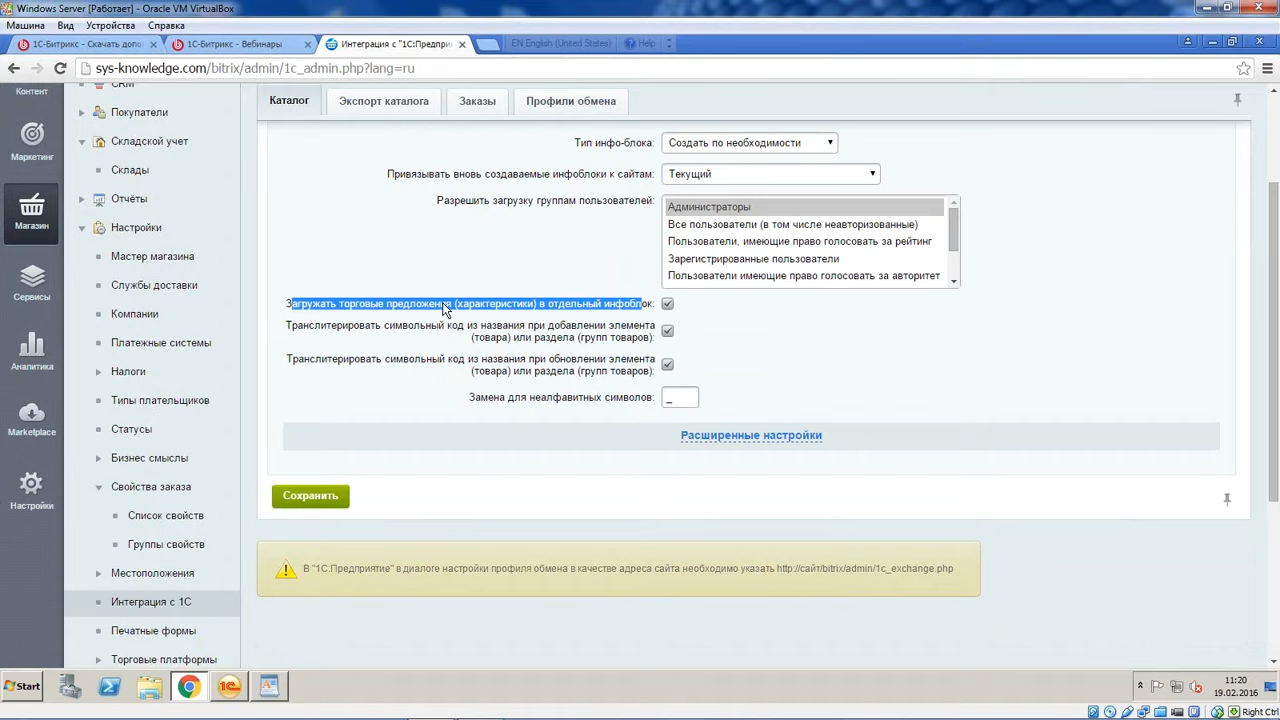 Windows Server [Работает] - Oracle VM VirtualBox
Машина Вид Устройства Справка
1С-Битрикс - Скачать допо
1С-Битрикс - Вебинары
Интеграция с "1С:Предпри
EN English (United States)
Help
sys-knowledge.com/bitrix/admin/1c_admin.php?lang=ru
Контент
Маркетинг
Магазин
Сервисы
Аналитика
Marketplace
Настройки
CRM
Покупатели
Складской учет
Склады
Отчёты
Настройки
Мастер магазина
Службы доставки
Компании
Платежные системы
Налоги
Типы плательщиков
Статусы
Бизнес смыслы
Свойства заказа
Список свойств
Группы свойств
Местоположения
Интеграция с 1С
Печатные формы
Торговые платформы
Каталог
Экспорт каталога
Заказы
Профили обмена
Тип инфо-блока: Создать по необходимости
Привязывать вновь создаваемые инфоблоки к сайтам: Текущий
Разрешить загрузку группам пользователей: Администраторы
Все пользователи (в том числе неавторизованные)
Пользователи, имеющие право голосовать за рейтинг
Зарегистрированные пользователи
Пользователи имеющие право голосовать за авторитет
Загружать торговые предложения (характеристики) в отдельный инфоблок:
Транслитерировать символьный код из названия при добавлении элемента
(товара) или раздела (групп товаров):
Транслитерировать символьный код из названия при обновлении элемента
(товара) или раздела (групп товаров):
Замена для неалфавитных символов: _
Расширенные настройки
Сохранить
В "1С:Предприятие" в диалоге настройки профиля обмена в качестве адреса сайта необходимо указать http://сайт/bitrix/admin/1c_exchange.php
Start
11:20
19.02.2016
Right Ctrl